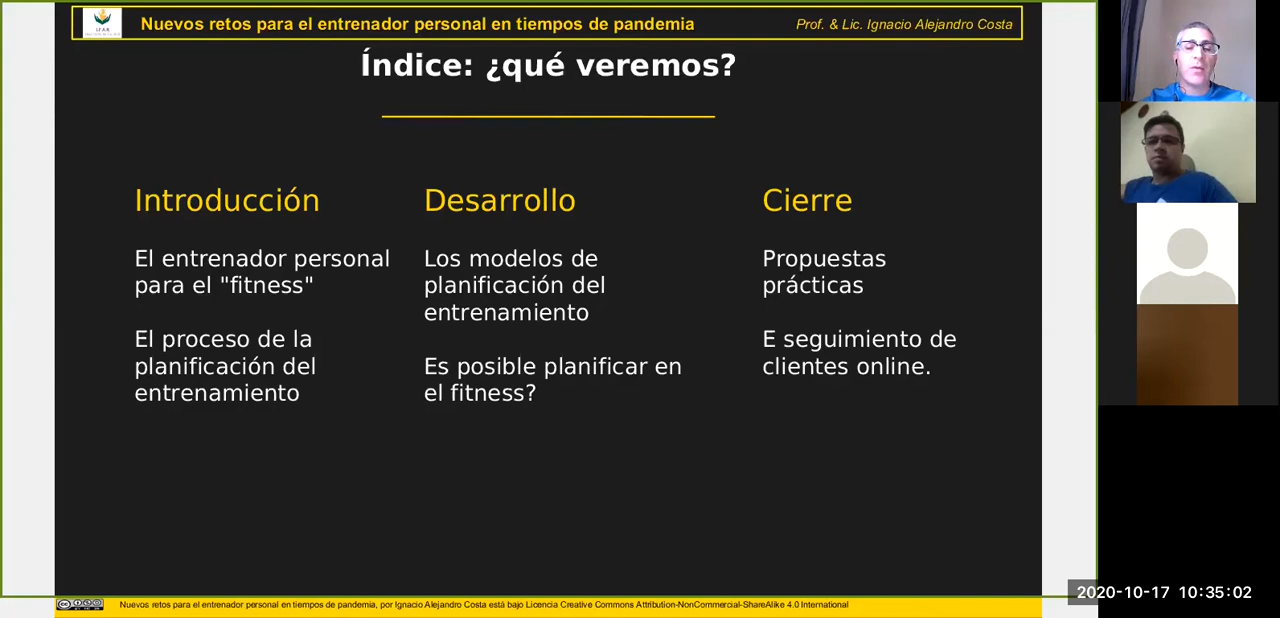 Nuevos retos para el entrenador personal en tiempos de pandemia
Prof. & Lic. Ignacio Alejandro Costa
Índice: ¿qué veremos?
Introducción
El entrenador personal
para el "fitness"
El proceso de la
planificación del
entrenamiento
Desarrollo
Los modelos de
planificación del
entrenamiento
Es posible planificar en
el fitness?
Cierre
Propuestas
prácticas
E seguimiento de
clientes online.
Nuevos retos para el entrenador personal en tiempos de pandemia, por Ignacio Alejandro Costa está bajo Licencia Creative Commons Attribution-NonCommercial-ShareAlike 4.0 International
2020-10-17 10:35:02